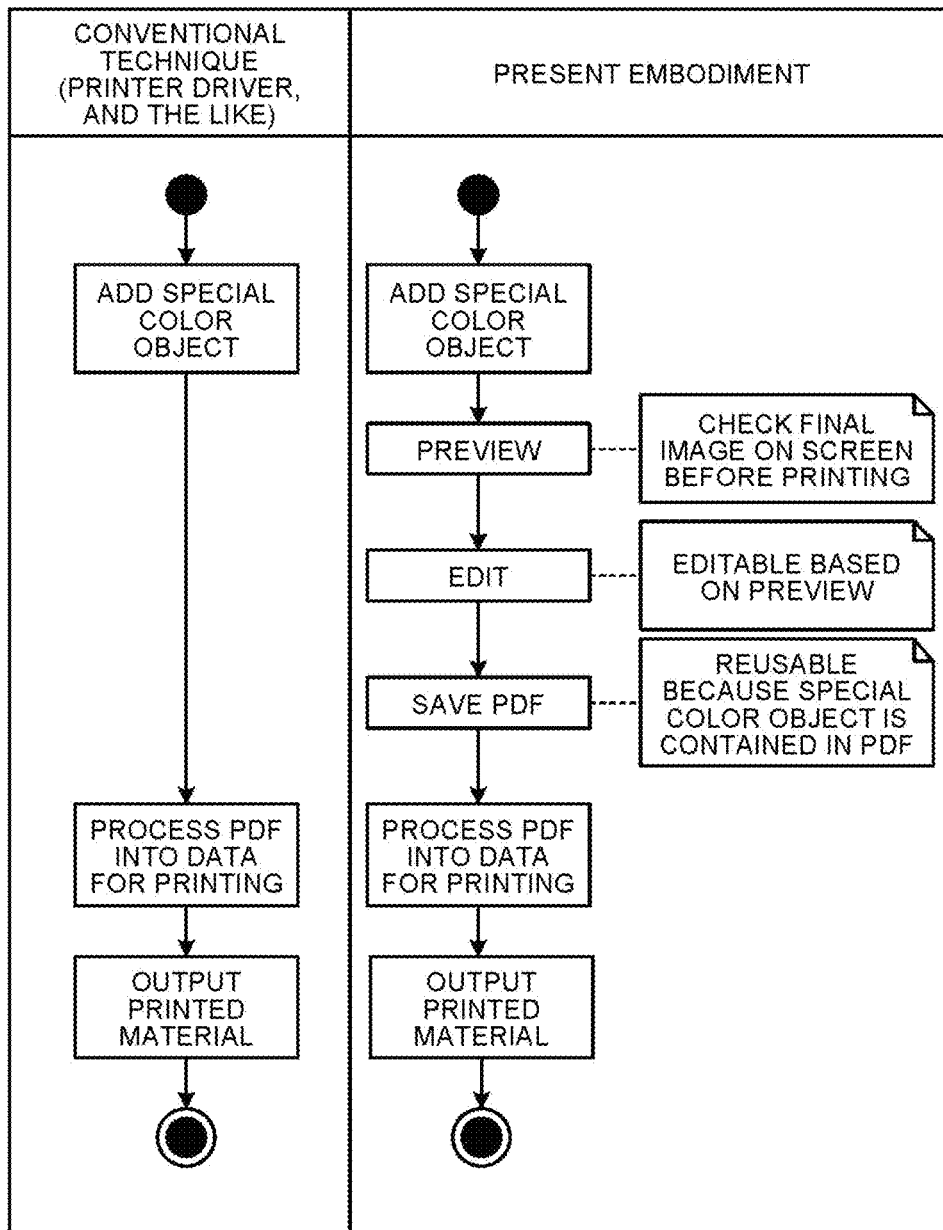 CONVENTIONAL
TECHNIQUE
(PRINTER DRIVER,
AND THE LIKE)
PRESENT EMBODIMENT
ADD SPECIAL
COLOR
OBJECT
PROCESS PDF
INTO DATA
FOR PRINTING
OUTPUT
PRINTED
MATERIAL
ADD SPECIAL
COLOR
OBJECT
PREVIEW
CHECK FINAL
IMAGE ON SCREEN
BEFORE PRINTING
EDIT
EDITABLE BASED
ON PREVIEW
SAVE PDF
REUSABLE
BECAUSE SPECIAL
COLOR OBJECT IS
CONTAINED IN PDF
PROCESS PDF
INTO DATA
FOR PRINTING
OUTPUT
PRINTED
MATERIAL